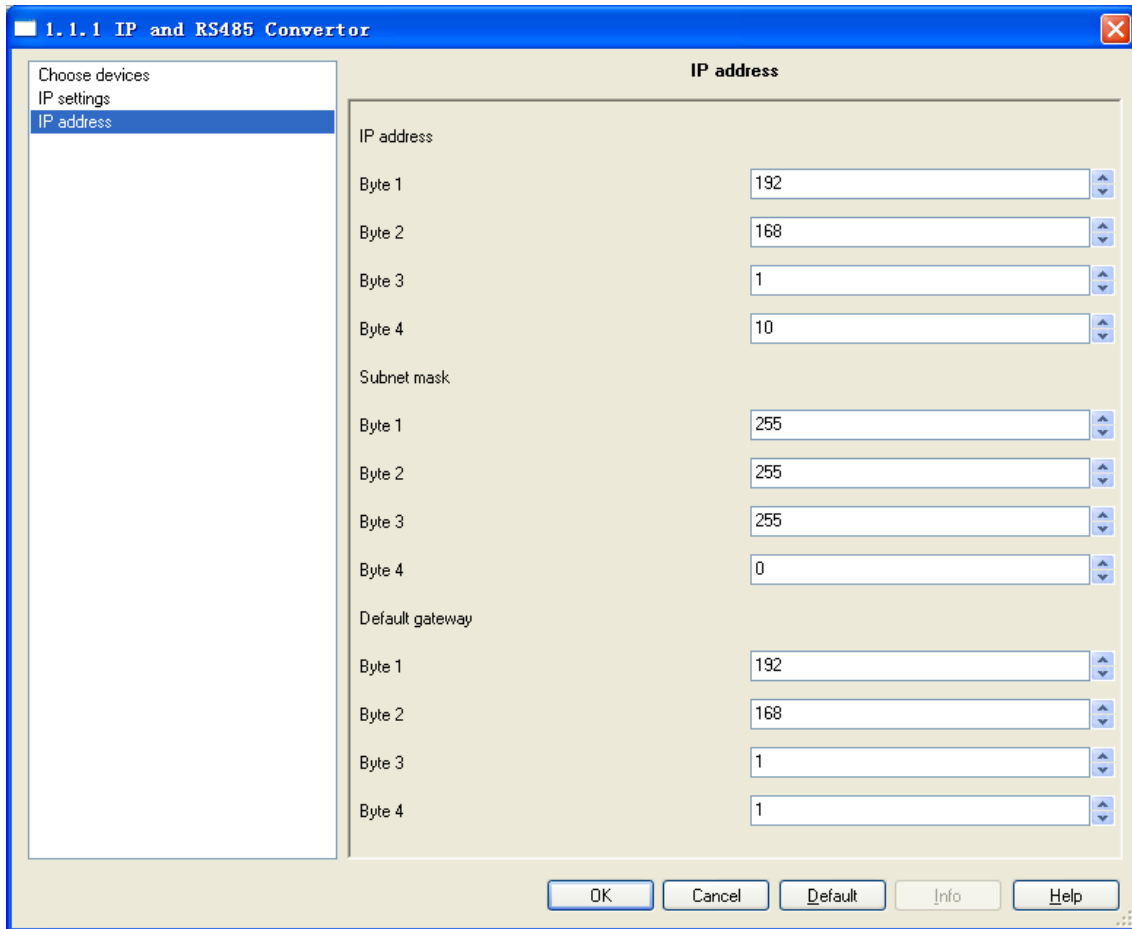 1.1.1 IP and RS485 Convertor
Choose devices
IP settings
IP address
IP address
IP address
Byte 1 192
Byte 2 168
Byte 3 1
Byte 4 10
Subnet mask
Byte 1 255
Byte 2 255
Byte 3 255
Byte 4 0
Default gateway
Byte 1 192
Byte 2 168
Byte 3 1
Byte 4 1
OK Cancel Default Info Help